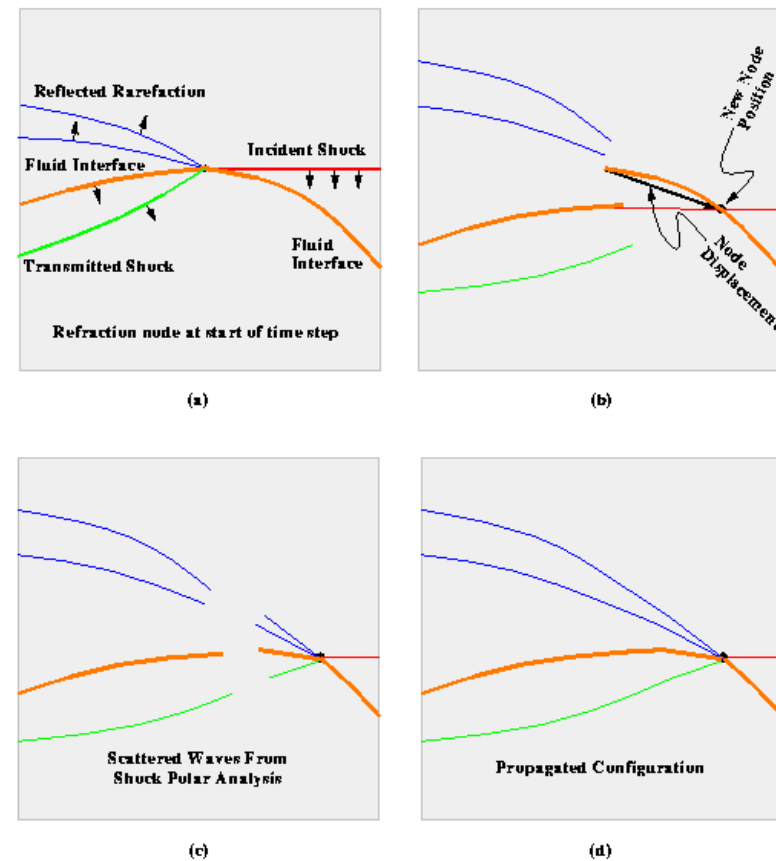 Reflected Rarefaction
Incident Shock
Fluid Interface
Fluid
Interface
Transmitted Shock
Refraction node at start of time step
(a)
New Node
Position
Node
Displacement
(b)
Scattered Waves From
Shock Polar Analysis
(c)
Propagated Configuration
(d)